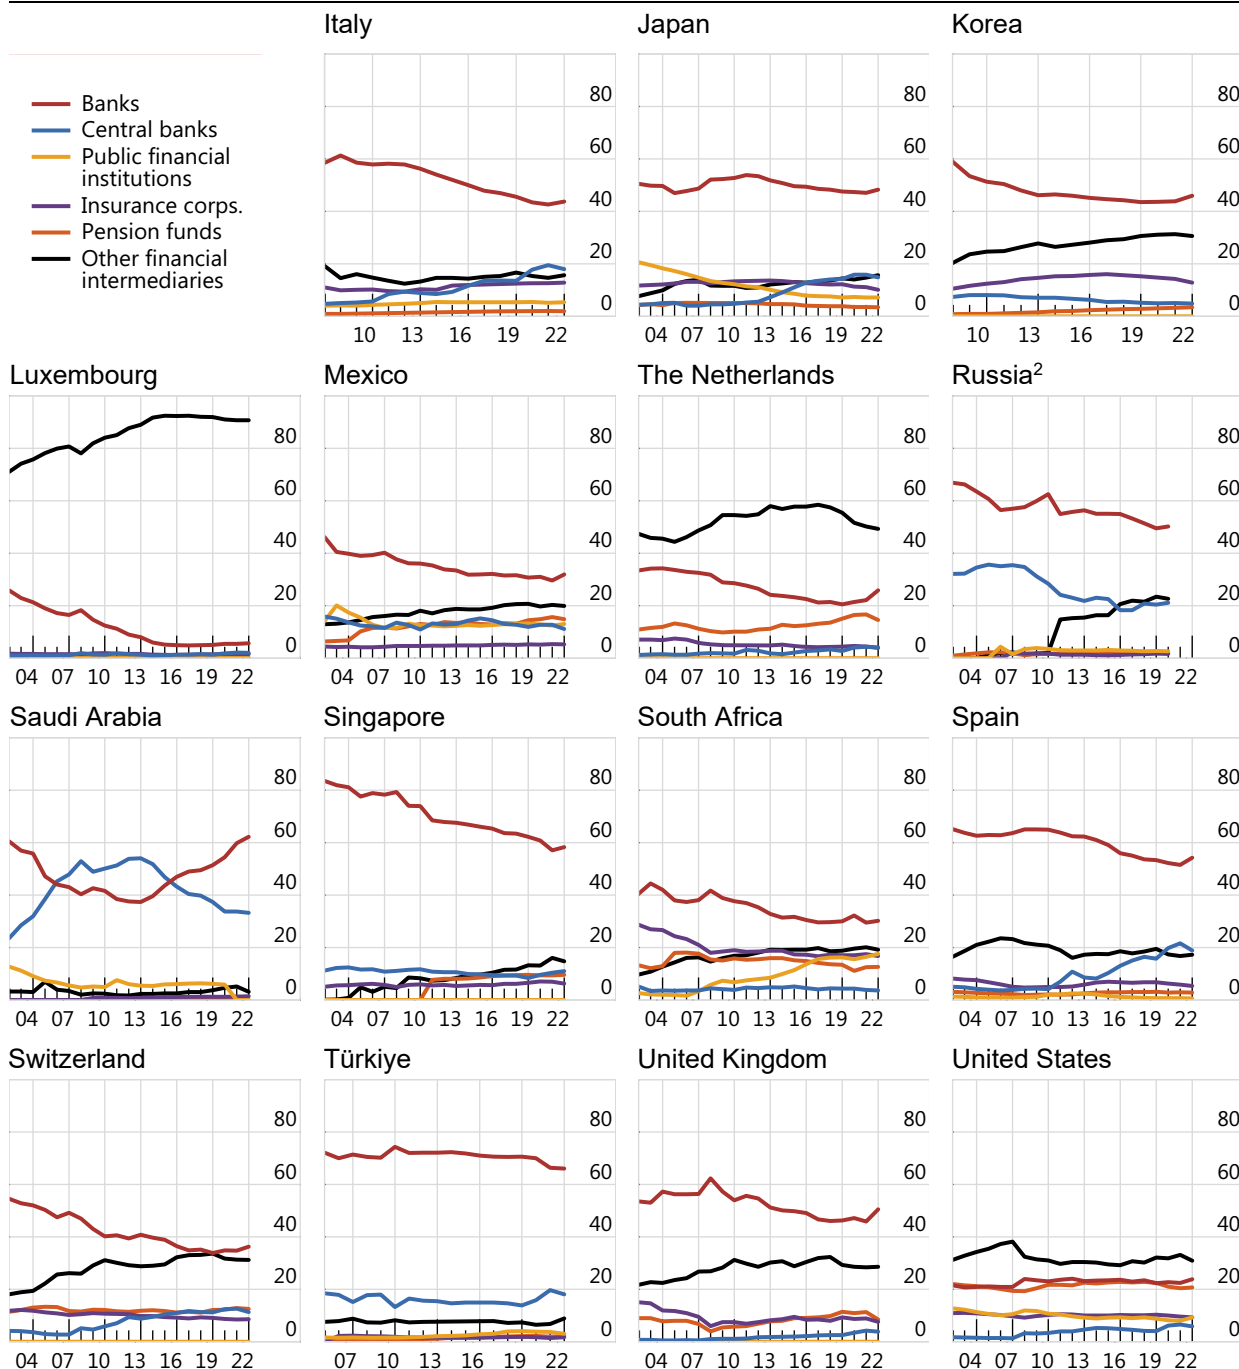 Italy
Japan
Korea
Banks
Central banks
Public financial
institutions
Insurance corps.
Pension funds
Other financial
intermediaries
80
60
40
20
0
10 13 16 19 22
80
60
40
20
0
04 07 10 13 16 19 22
80
60
40
20
0
10 13 16 19 22
Luxembourg
Mexico
The Netherlands
Russia²
80
60
40
20
0
04 07 10 13 16 19 22
80
60
40
20
0
04 07 10 13 16 19 22
80
60
40
20
0
04 07 10 13 16 19 22
80
60
40
20
0
04 07 10 13 16 19 22
Saudi Arabia
Singapore
South Africa
Spain
80
60
40
20
0
04 07 10 13 16 19 22
80
60
40
20
0
04 07 10 13 16 19 22
80
60
40
20
0
04 07 10 13 16 19 22
80
60
40
20
0
04 07 10 13 16 19 22
Switzerland
Türkiye
United Kingdom
United States
80
60
40
20
0
04 07 10 13 16 19 22
80
60
40
20
0
07 10 13 16 19 22
80
60
40
20
0
04 07 10 13 16 19 22
80
60
40
20
0
04 07 10 13 16 19 22